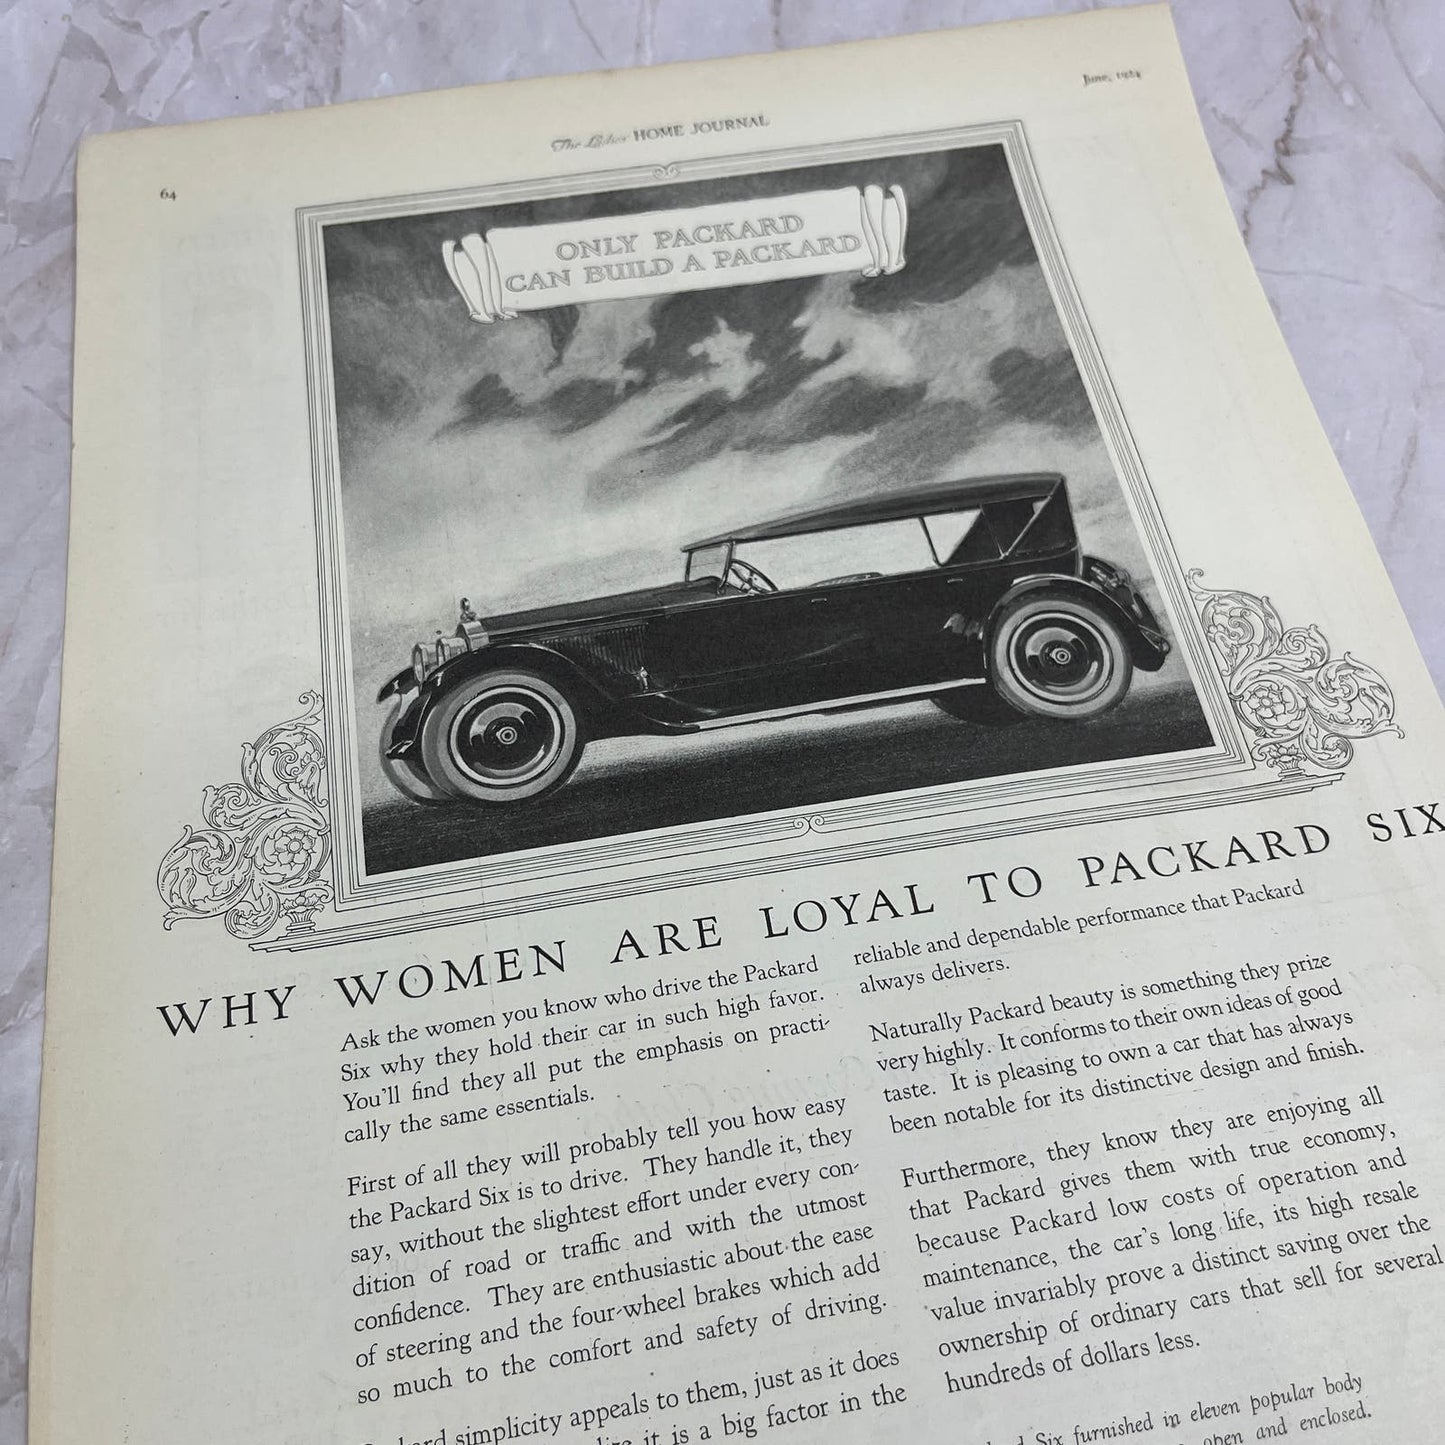 64
The Ladies HOME JOURNAL
June, 1924
ONLY PACKARD
CAN BUILD A PACKARD
WHY WOMEN ARE LOYAL TO PACKARD SIX
Ask the women you know who drive the Packard
Six why they hold their car in such high favor.
You'll find they all put the emphasis on practi-
cally the same essentials.
First of all they will probably tell you how easy
the Packard Six is to drive. They handle it, they
say, without the slightest effort under every con-
dition of road or traffic and with the utmost
confidence. They are enthusiastic about the ease
of steering and the four-wheel brakes which add
so much to the comfort and safety of driving.
simplicity appeals to them, just as it does
it is a big factor in the
reliable and dependable performance that Packard
always delivers.
Naturally Packard beauty is something they prize
very highly. It conforms to their own ideas of good
taste. It is pleasing to own a car that has always
been notable for its distinctive design and finish.
Furthermore, they know they are enjoying all
that Packard gives them with true economy,
because Packard low costs of operation and
maintenance, the car's long life, its high resale
value invariably prove a distinct saving over the
ownership of ordinary cars that sell for several
hundreds of dollars less.
Six furnished in eleven popular body
open and enclosed.